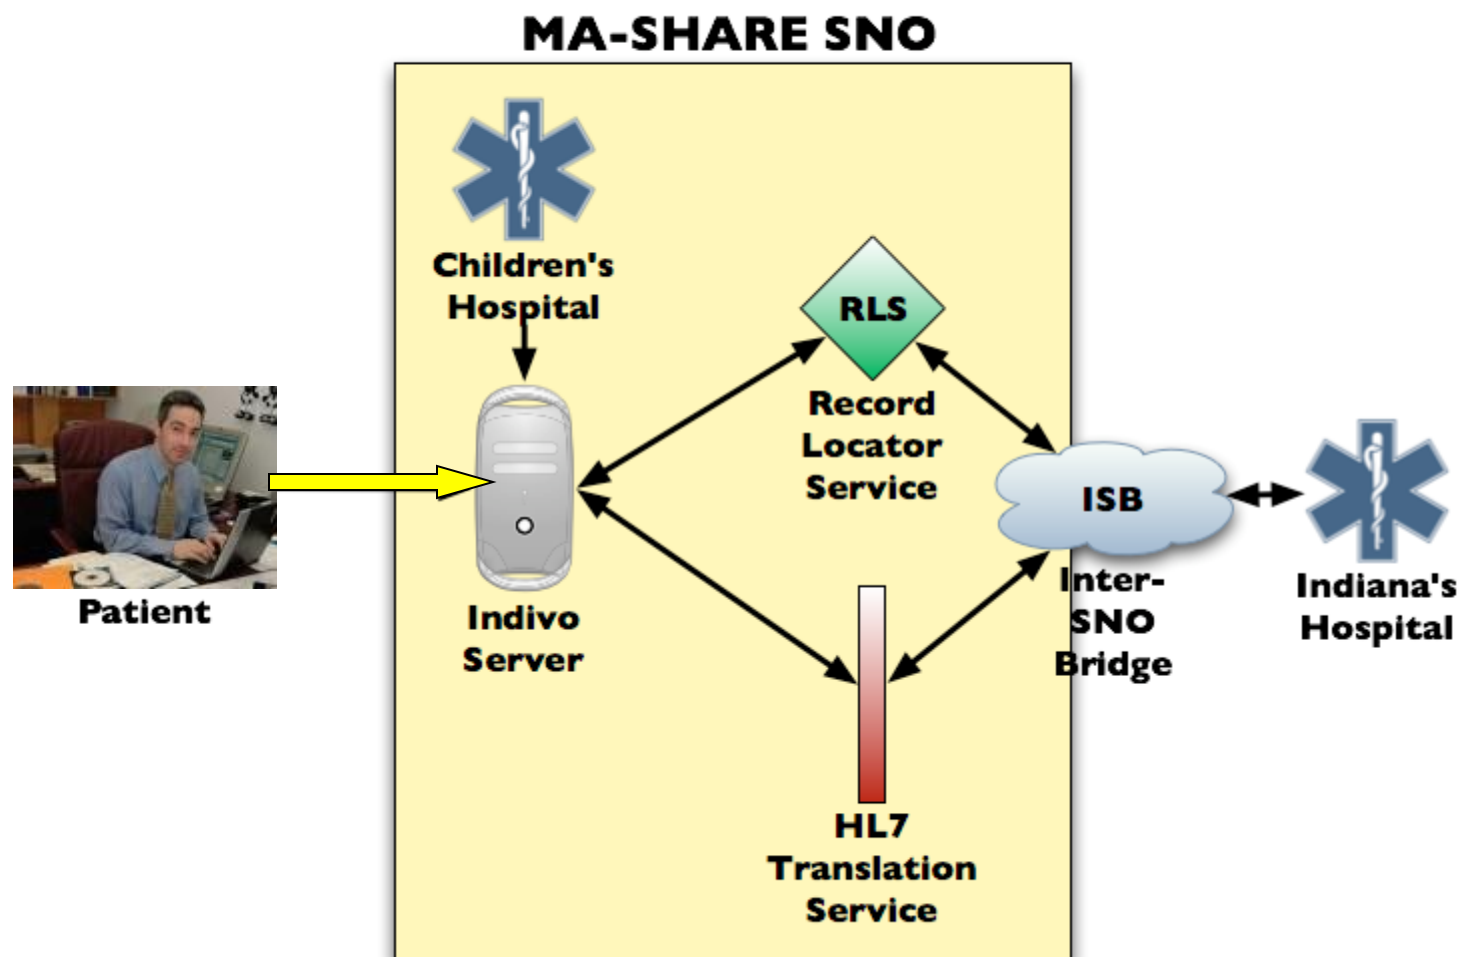 MA-SHARE SNO
Children's
Hospital
RLS
Record
Locator
Service
ISB
Inter-
SNO
Bridge
Indiana's
Hospital
Patient
Indivo
Server
HL7
Translation
Service